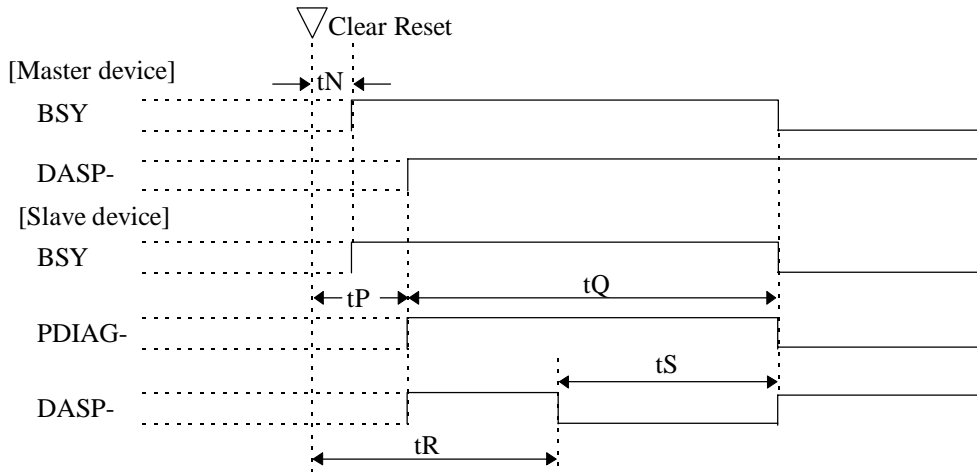 Clear Reset
[Master device]
tN
BSY
DASP-
[Slave device]
BSY
tP
tQ
PDIAG-
tS
DASP-
tR